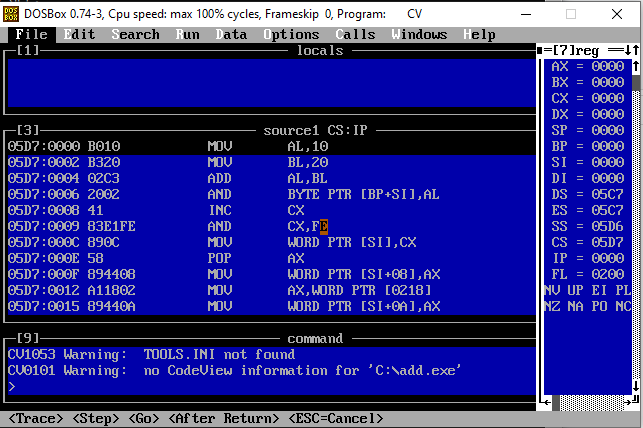 DOSBox 0.74-3, Cpu speed: max 100% cycles, Frameskip 0, Program: CV
File Edit Search Run Data Options Calls Windows Help
[1] locals
[3] source1 CS:IP
05D7:0000 B010 MOV AL,10
05D7:0002 B320 MOV BL,20
05D7:0004 02C3 ADD AL,BL
05D7:0006 2002 AND BYTE PTR [BP+SI],AL
05D7:0008 41 INC CX
05D7:0009 83E1FE AND CX,FE
05D7:000C 890C MOV WORD PTR [SI],CX
05D7:000E 58 POP AX
05D7:000F 894408 MOV WORD PTR [SI+08],AX
05D7:0012 A11802 MOV AX,WORD PTR [0218]
05D7:0015 89440A MOV WORD PTR [SI+0A],AX
[9] command
CV1053 Warning: TOOLS.INI not found
CV0101 Warning: no CodeView information for 'C:\add.exe'
>
[7]reg
AX = 0000
BX = 0000
CX = 0000
DX = 0000
SP = 0000
BP = 0000
SI = 0000
DI = 0000
DS = 05C7
ES = 05C7
SS = 05D6
CS = 05D7
IP = 0000
FL = 0200
NV UP EI PL
NZ NA PO NC
<Trace> <Step> <Go> <After Return> <ESC=Cancel>